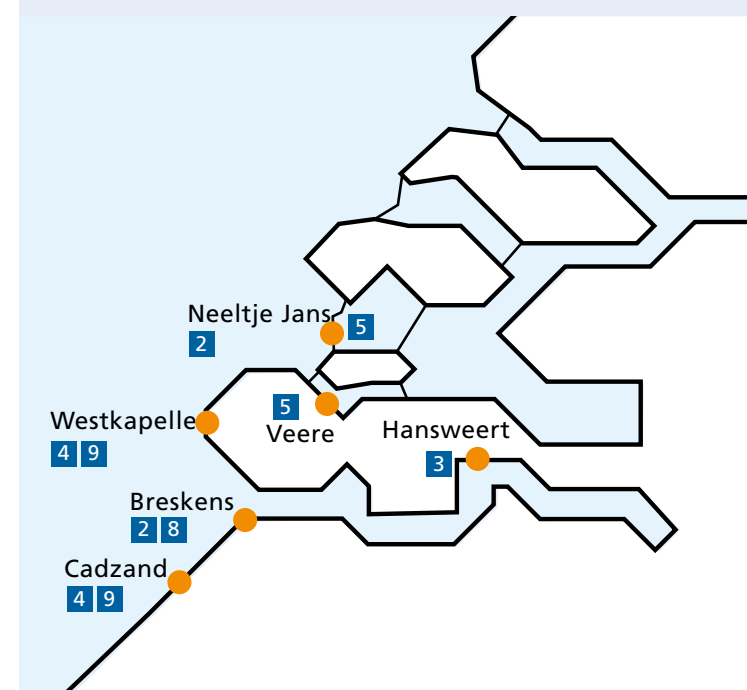 Neeltje Jans
5
2
5
Veere
Westkapelle
4 9
Hansweert
3
Breskens
2 8
Cadzand
4 9